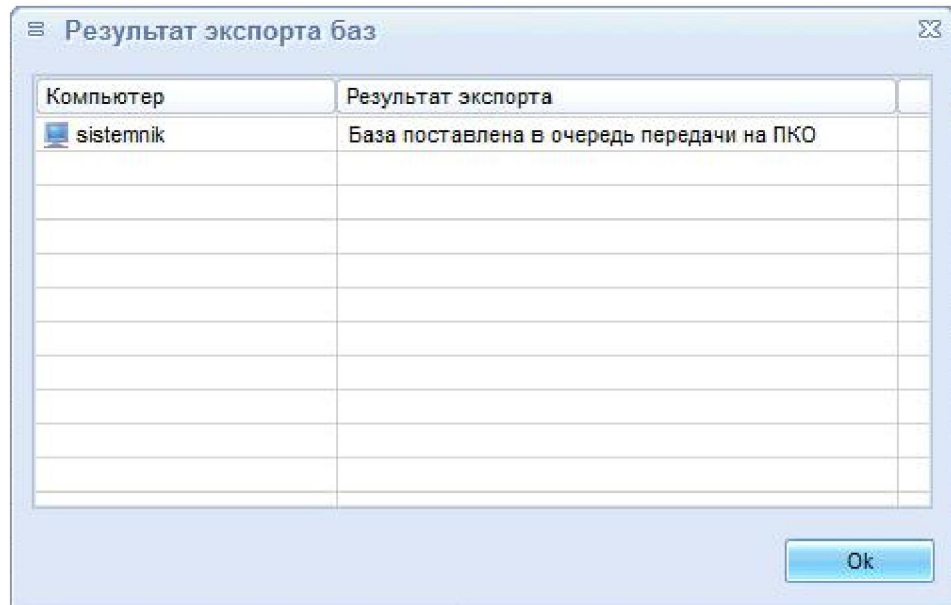 Результат экспорта баз
Компьютер Результат экспорта
sistemnik База поставлена в очередь передачи на ПКО
Ok